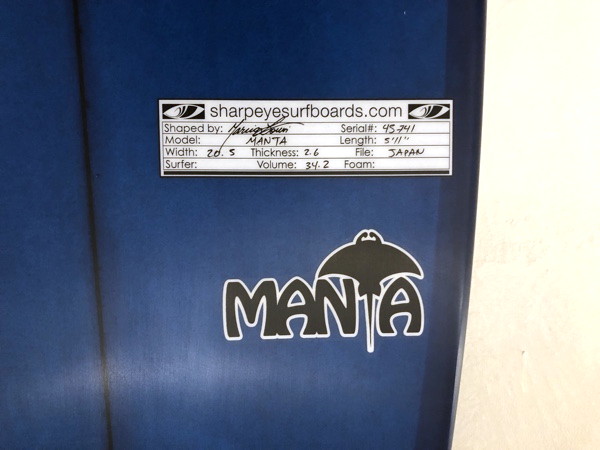 sharpeyesurfboards.com
Shaped by: Serial#: 45741
Model: MANTA Length: 5'11"
Width: 20.5 Thickness: 2.6 File: JAPAN
Surfer: Volume: 34.2 Foam:
MANTA